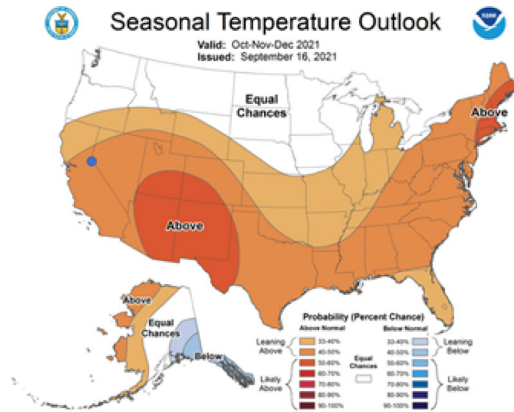 Seasonal Temperature Outlook
Valid: Oct-Nov-Dec 2021
Issued: September 16, 2021
NOAA
Equal
Chances
Above
Above
Above
Equal
Chances
Below
Probability (Percent Chance)
Above Normal
Below Normal
Leaning
Above
33-40%
40-50%
50-60%
Likely
Above
60-70%
70-80%
80-90%
90-100%
Equal
Chances
33-40%
40-50%
50-60%
Leaning
Below
60-70%
70-80%
80-90%
90-100%
Likely
Below